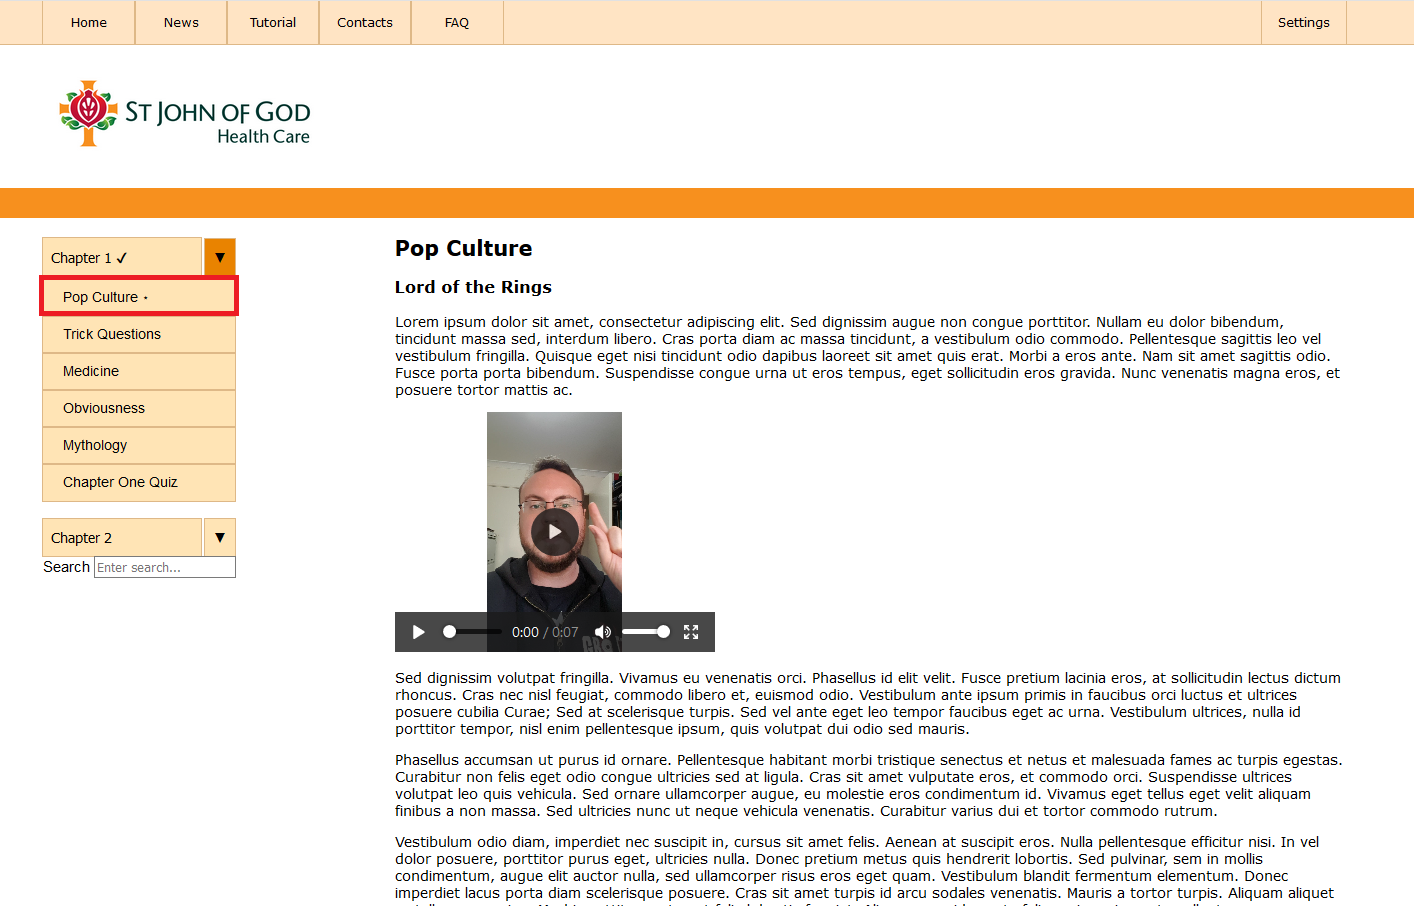 Home News Tutorial Contacts FAQ Settings
ST JOHN OF GOD
Health Care
Chapter 1 ✓ ▼
Pop Culture ⋆
Trick Questions
Medicine
Obviousness
Mythology
Chapter One Quiz
Chapter 2 ▼
Search Enter search...
Pop Culture
Lord of the Rings
Lorem ipsum dolor sit amet, consectetur adipiscing elit. Sed dignissim augue non congue porttitor. Nullam eu dolor bibendum,
tincidunt massa sed, interdum libero. Cras porta diam ac massa tincidunt, a vestibulum odio commodo. Pellentesque sagittis leo vel
vestibulum fringilla. Quisque eget nisi tincidunt odio dapibus laoreet sit amet quis erat. Morbi a eros ante. Nam sit amet sagittis odio.
Fusce porta porta bibendum. Suspendisse congue urna ut eros tempus, eget sollicitudin eros gravida. Nunc venenatis magna eros, et
posuere tortor mattis ac.
0:00 / 0:07
Sed dignissim volutpat fringilla. Vivamus eu venenatis orci. Phasellus id elit velit. Fusce pretium lacinia eros, at sollicitudin lectus dictum
rhoncus. Cras nec nisl feugiat, commodo libero et, euismod odio. Vestibulum ante ipsum primis in faucibus orci luctus et ultrices
posuere cubilia Curae; Sed at scelerisque turpis. Sed vel ante eget leo tempor faucibus eget ac urna. Vestibulum ultrices, nulla id
porttitor tempor, nisl enim pellentesque ipsum, quis volutpat dui odio sed mauris.
Phasellus accumsan ut purus id ornare. Pellentesque habitant morbi tristique senectus et netus et malesuada fames ac turpis egestas.
Curabitur non felis eget odio congue ultricies sed at ligula. Cras sit amet vulputate eros, et commodo orci. Suspendisse ultrices
volutpat leo quis vehicula. Sed ornare ullamcorper augue, eu molestie eros condimentum id. Vivamus eget tellus eget velit aliquam
finibus a non massa. Sed ultricies nunc ut neque vehicula venenatis. Curabitur varius dui et tortor commodo rutrum.
Vestibulum odio diam, imperdiet nec suscipit in, cursus sit amet felis. Aenean at suscipit eros. Nulla pellentesque efficitur nisi. In vel
dolor posuere, porttitor purus eget, ultricies nulla. Donec pretium metus quis hendrerit lobortis. Sed pulvinar, sem in mollis
condimentum, augue elit auctor nulla, sed ullamcorper risus eros eget quam. Vestibulum blandit fermentum elementum. Donec
imperdiet lacus porta diam scelerisque posuere. Cras sit amet turpis id arcu sodales venenatis. Mauris a tortor turpis. Aliquam aliquet